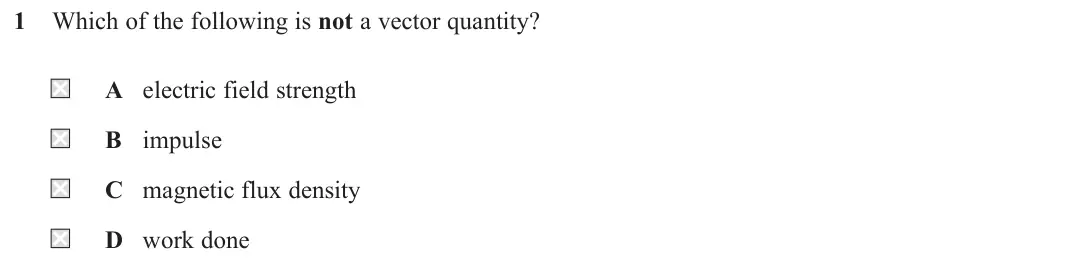 1 Which of the following is not a vector quantity?
A electric field strength
B impulse
C magnetic flux density
D work done